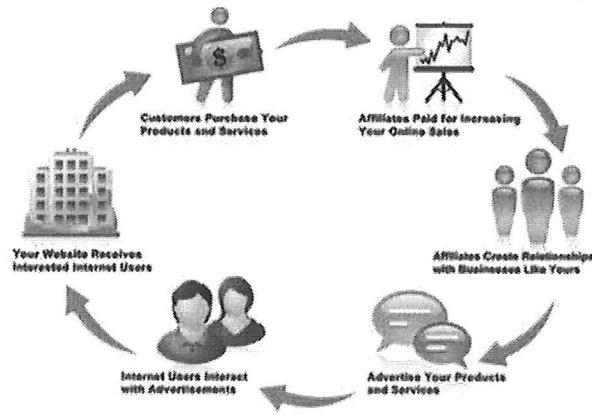 $
Customers Purchase Your
Products and Services
Affiliates Paid for Increasing
Your Online Sales
Affiliates Create Relationships
with Businesses Like Yours
Advertise Your Products
and Services
Internet Users Interact
with Advertisements
Your Website Receives
Interested Internet Users